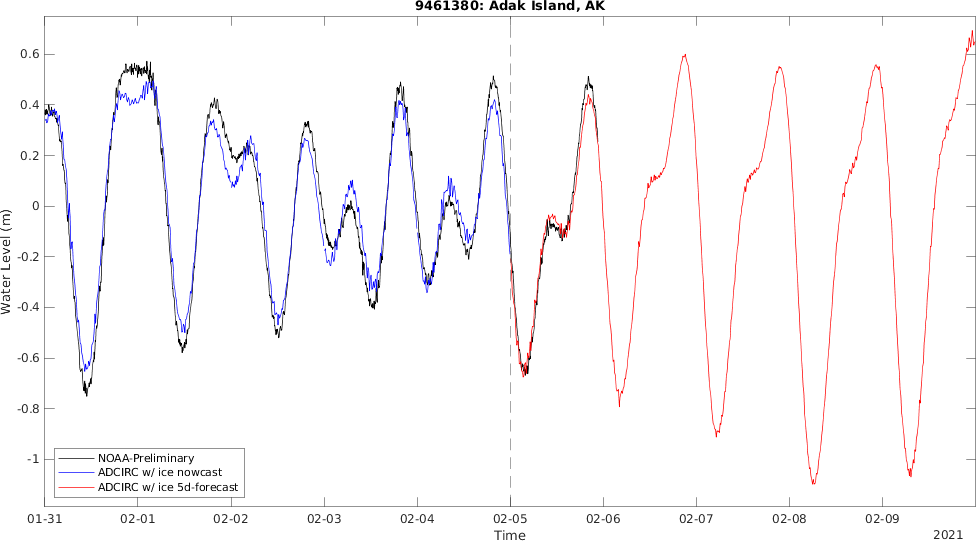 9461380: Adak Island, AK
0.6
0.4
0.2
0
-0.2
-0.4
-0.6
-0.8
-1
Water Level (m)
NOAA-Preliminary
ADCIRC w/ ice nowcast
ADCIRC w/ ice 5d-forecast
01-31 02-01 02-02 02-03 02-04 02-05 02-06 02-07 02-08 02-09
Time
2021